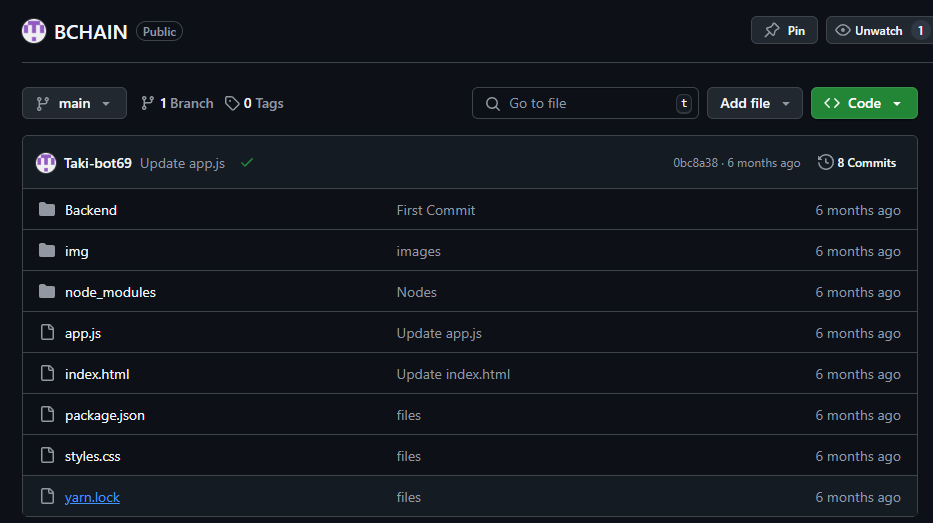 BCHAIN Public Pin Unwatch 1
main 1 Branch 0 Tags Go to file t Add file Code
Taki-bot69 Update app.js 0bc8a38 · 6 months ago 8 Commits
Backend First Commit 6 months ago
img images 6 months ago
node_modules Nodes 6 months ago
app.js Update app.js 6 months ago
index.html Update index.html 6 months ago
package.json files 6 months ago
styles.css files 6 months ago
yarn.lock files 6 months ago